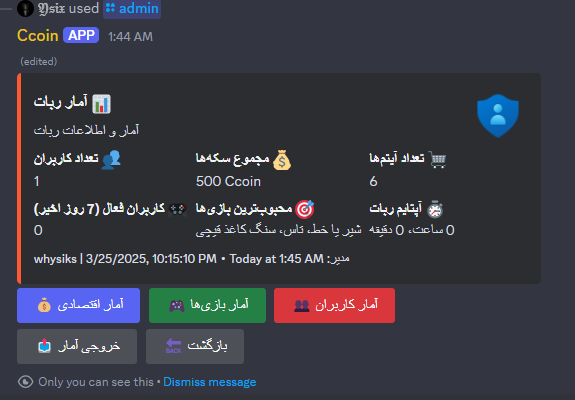 𝖄𝖘𝖎𝖝 used admin
Ccoin APP 1:44 AM
(edited)
📊 آمار ربات
آمار و اطلاعات ربات
👥 تعداد کاربران
💰 مجموع سکه‌ها
🛒 تعداد آیتم‌ها
1
500 Ccoin
6
🎮 کاربران فعال (7 روز اخیر)
🎯 محبوب‌ترین بازی‌ها
⏱️ آپتایم ربات
0
شیر یا خط, تاس, سنگ کاغذ قیچی
0 ساعت، 0 دقیقه
مدیر: whysiks | 3/25/2025, 10:15:10 PM • Today at 1:45 AM
💰 آمار اقتصادی
🎮 آمار بازی‌ها
👥 آمار کاربران
📤 خروجی آمار
🔙 بازگشت
Only you can see this • Dismiss message